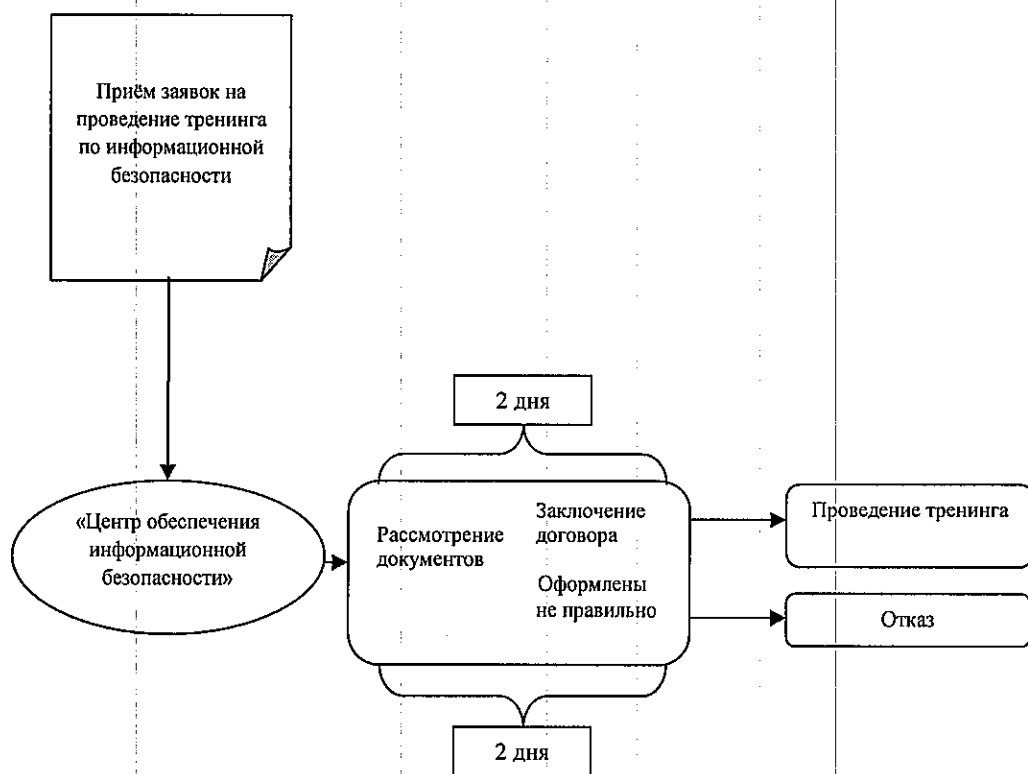 Приём заявок на
проведение тренинга
по информационной
безопасности
2 дня
«Центр обеспечения
информационной
безопасности»
Рассмотрение
документов
Заключение
договора
Оформлены
не правильно
Проведение тренинга
Отказ
2 дня